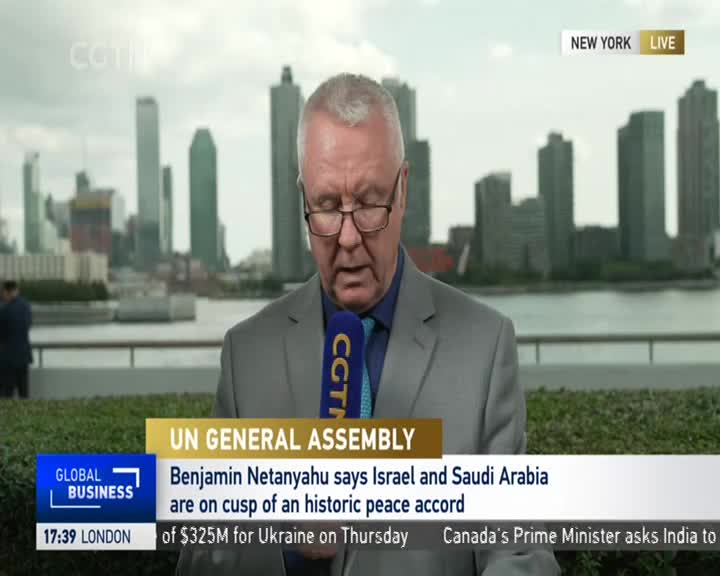 CGTN
NEW YORK LIVE
CGTN
UN GENERAL ASSEMBLY
Benjamin Netanyahu says Israel and Saudi Arabia
are on cusp of an historic peace accord
GLOBAL
BUSINESS
17:39 LONDON
of $325M for Ukraine on Thursday Canada's Prime Minister asks India to